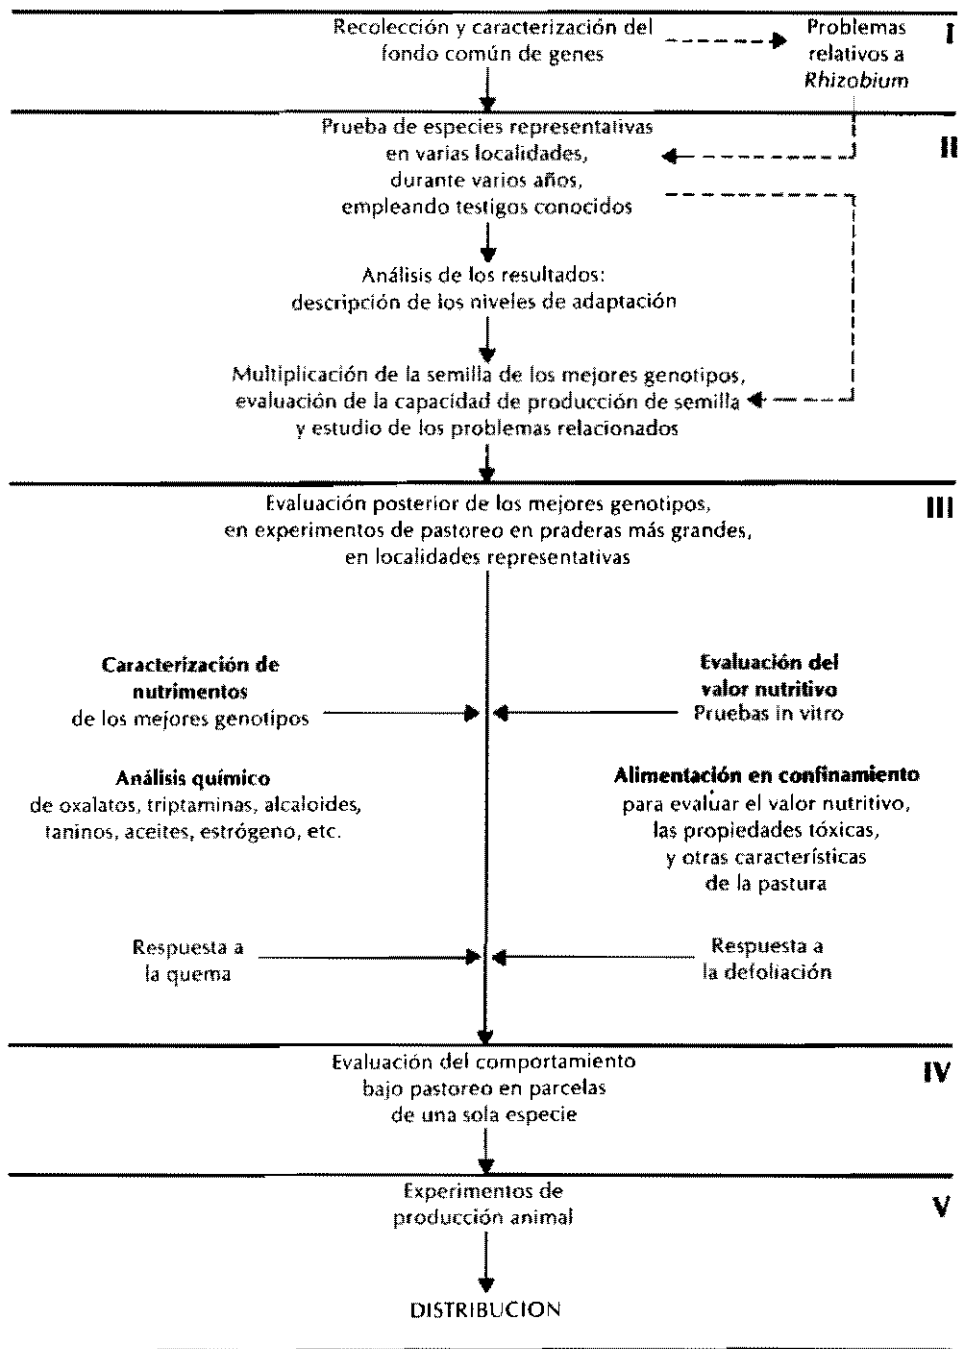 Recolección y caracterización del
fondo común de genes
Problemas
relativos a
Rhizobium
I
Prueba de especies representativas
en varias localidades,
durante varios años,
empleando testigos conocidos
II
Análisis de los resultados:
descripción de los niveles de adaptación
Multiplicación de la semilla de los mejores genotipos,
evaluación de la capacidad de producción de semilla
y estudio de los problemas relacionados
Evaluación posterior de los mejores genotipos,
en experimentos de pastoreo en praderas más grandes,
en localidades representativas
III
Caracterización de
nutrimentos
de los mejores genotipos
Evaluación del
valor nutritivo
Pruebas in vitro
Análisis químico
de oxalatos, triptaminas, alcaloides,
taninos, aceites, estrógeno, etc.
Alimentación en confinamiento
para evaluar el valor nutritivo,
las propiedades tóxicas,
y otras características
de la pastura
Respuesta a
la quema
Respuesta a
la defoliación
Evaluación del comportamiento
bajo pastoreo en parcelas
de una sola especie
IV
Experimentos de
producción animal
V
DISTRIBUCION